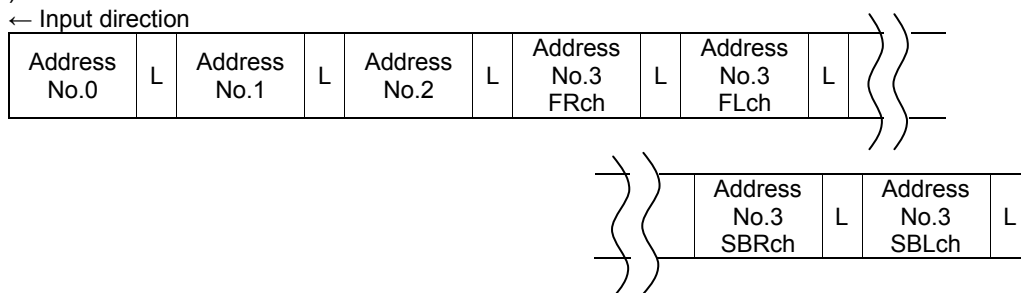 ← Input direction
Address No.0
L
Address No.1
L
Address No.2
L
Address No.3 FRch
L
Address No.3 FLch
L
Address No.3 SBRch
L
Address No.3 SBLch
L